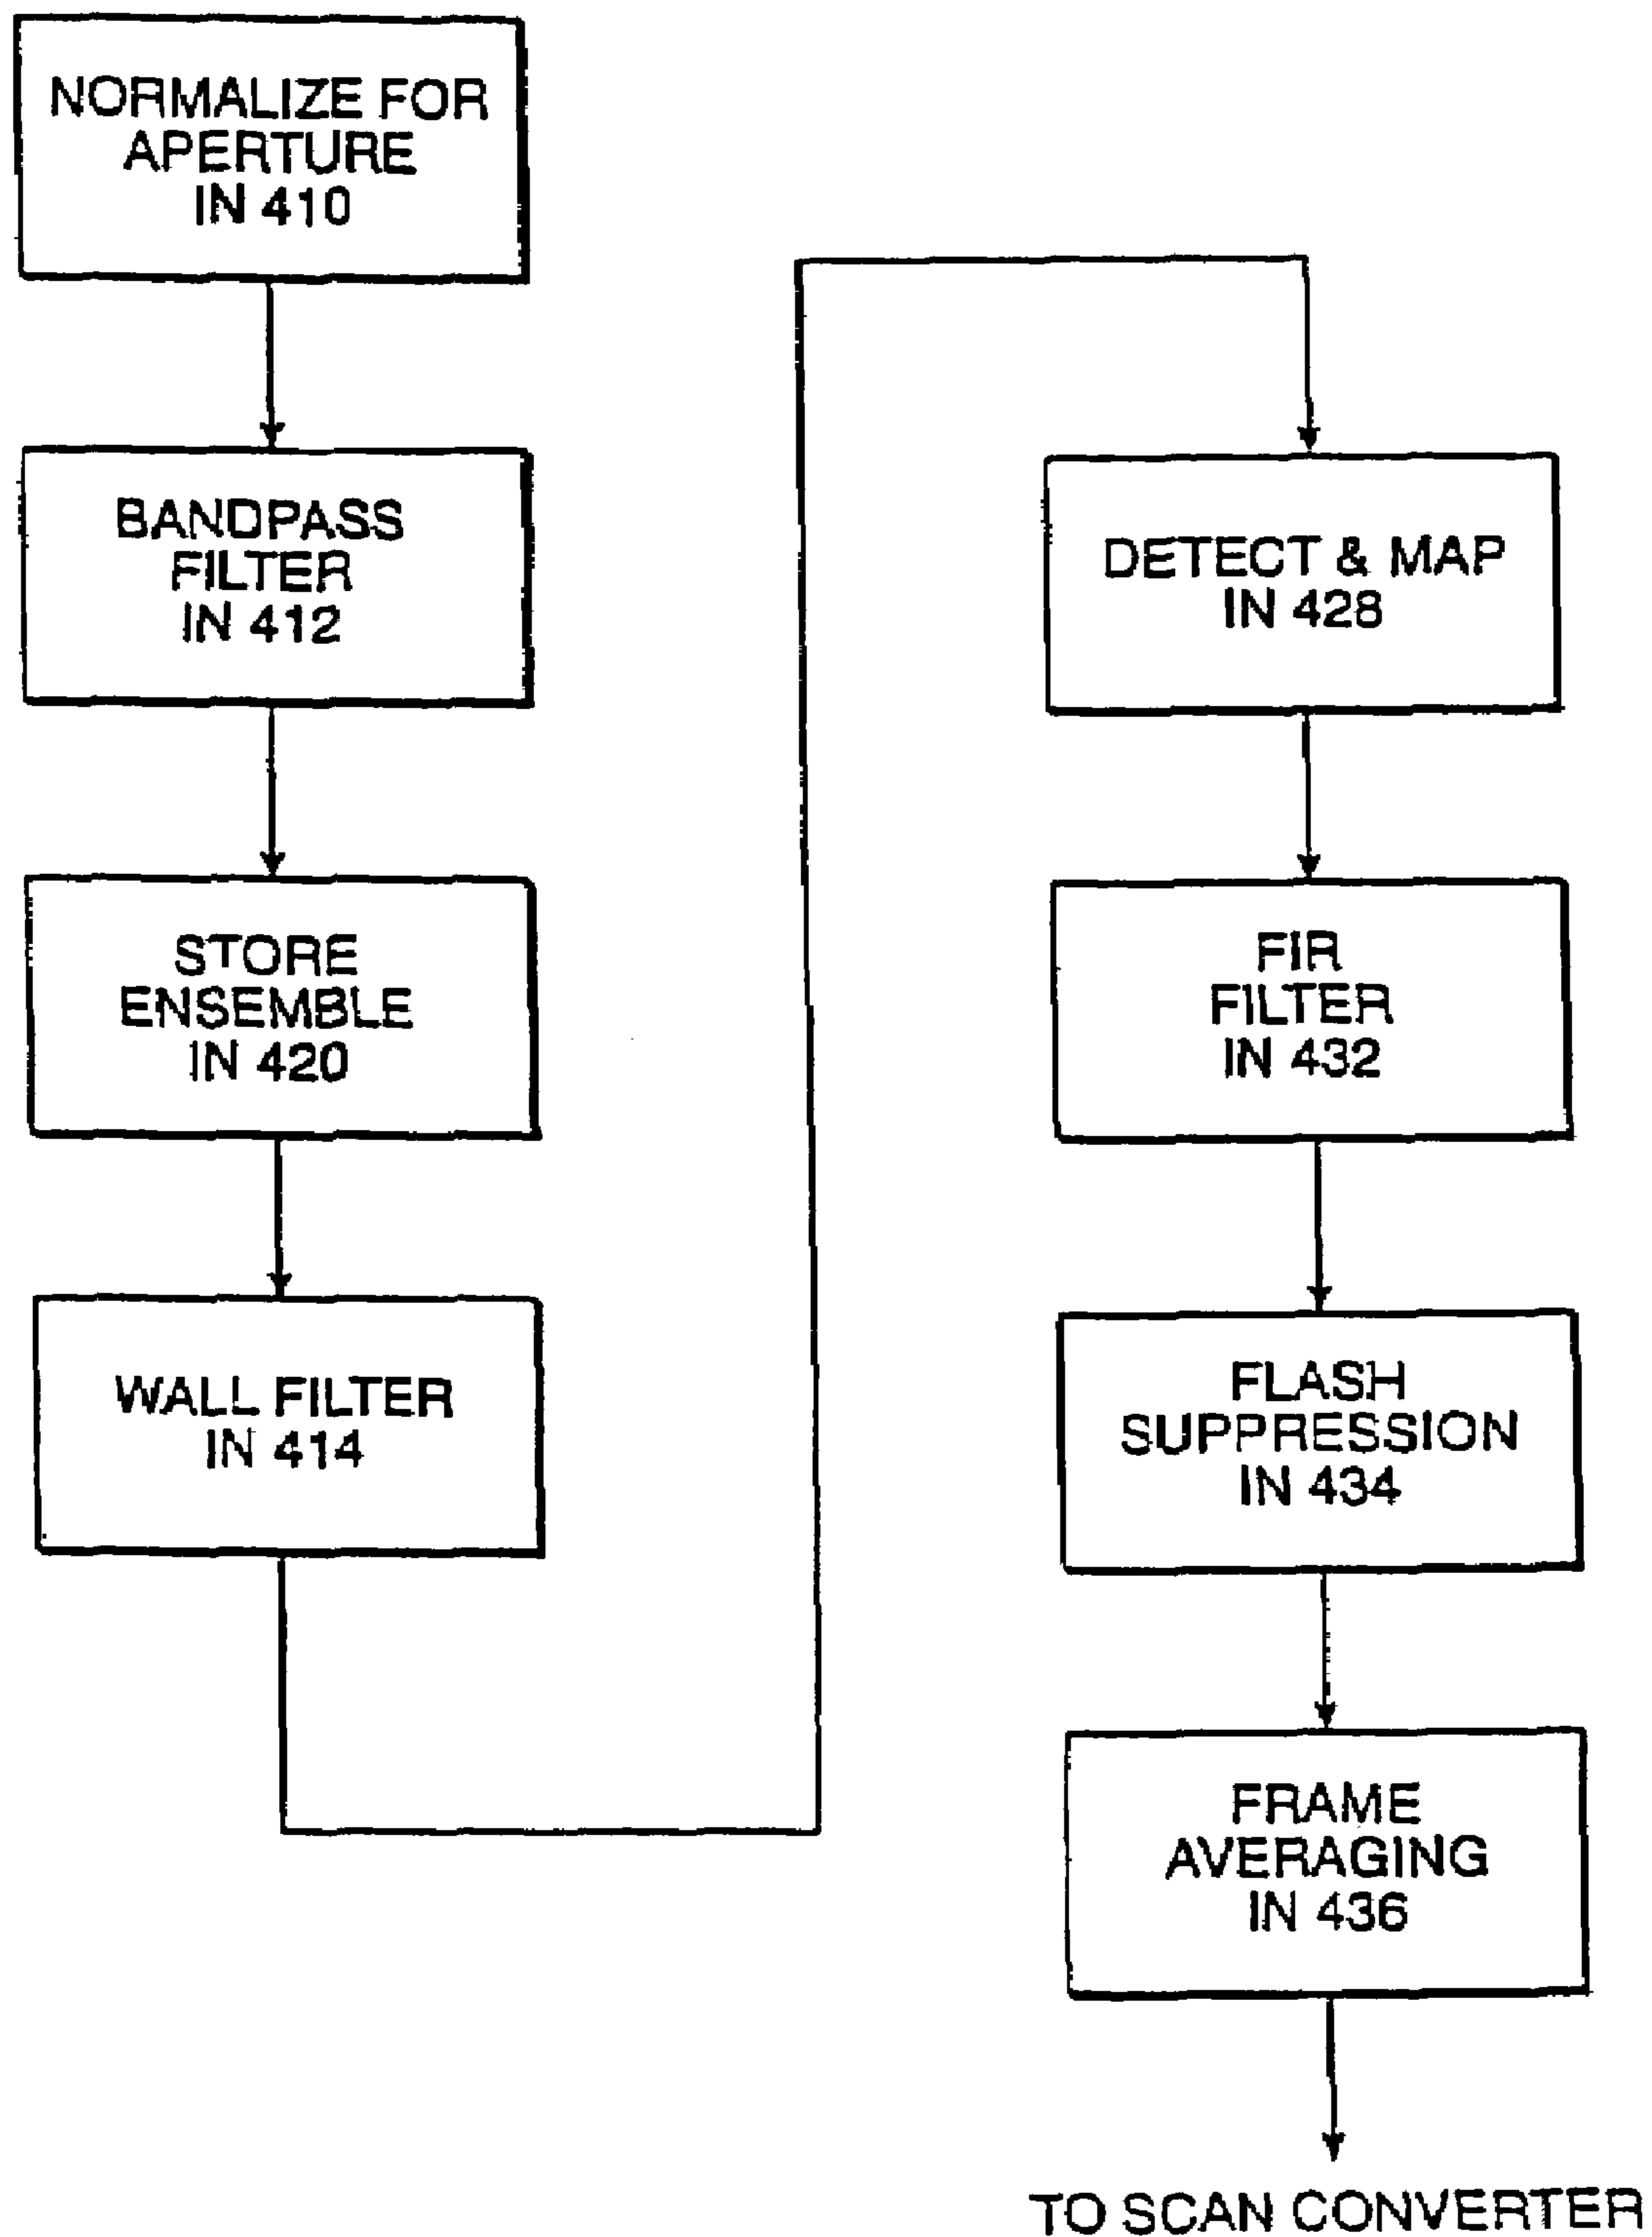 NORMALIZE FOR
APERTURE
IN 410
BANDPASS
FILTER
IN 412
STORE
ENSEMBLE
IN 420
WALL FILTER
IN 414
DETECT & MAP
IN 428
FIR
FILTER
IN 432
FLASH
SUPPRESSION
IN 434
FRAME
AVERAGING
IN 436
TO SCAN CONVERTER